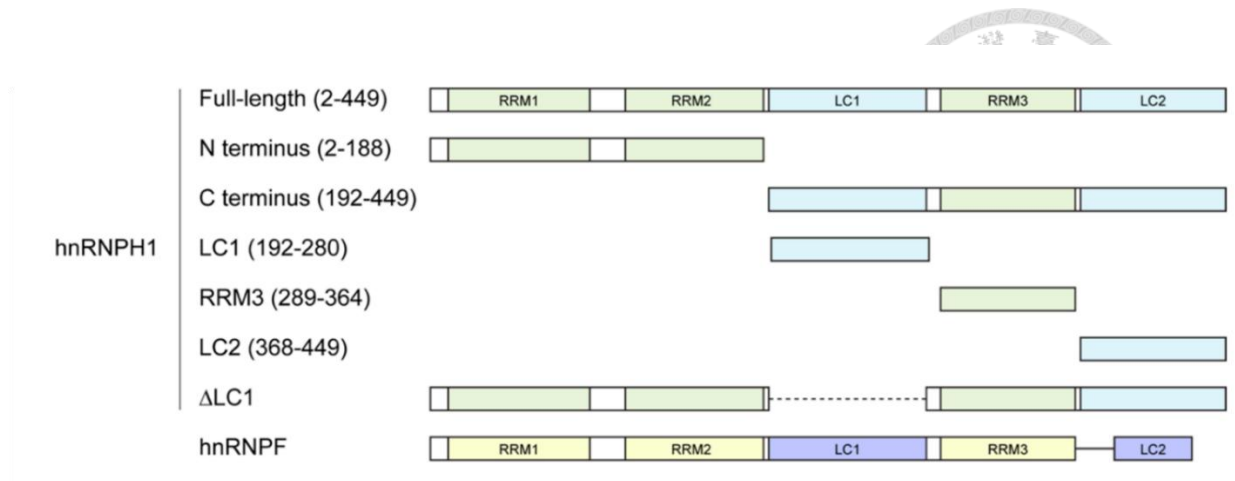 Full-length (2-449) RRM1 RRM2 LC1 RRM3 LC2
N terminus (2-188)
C terminus (192-449)
hnRNPH1 LC1 (192-280)
RRM3 (289-364)
LC2 (368-449)
ΔLC1
hnRNPF RRM1 RRM2 LC1 RRM3 LC2